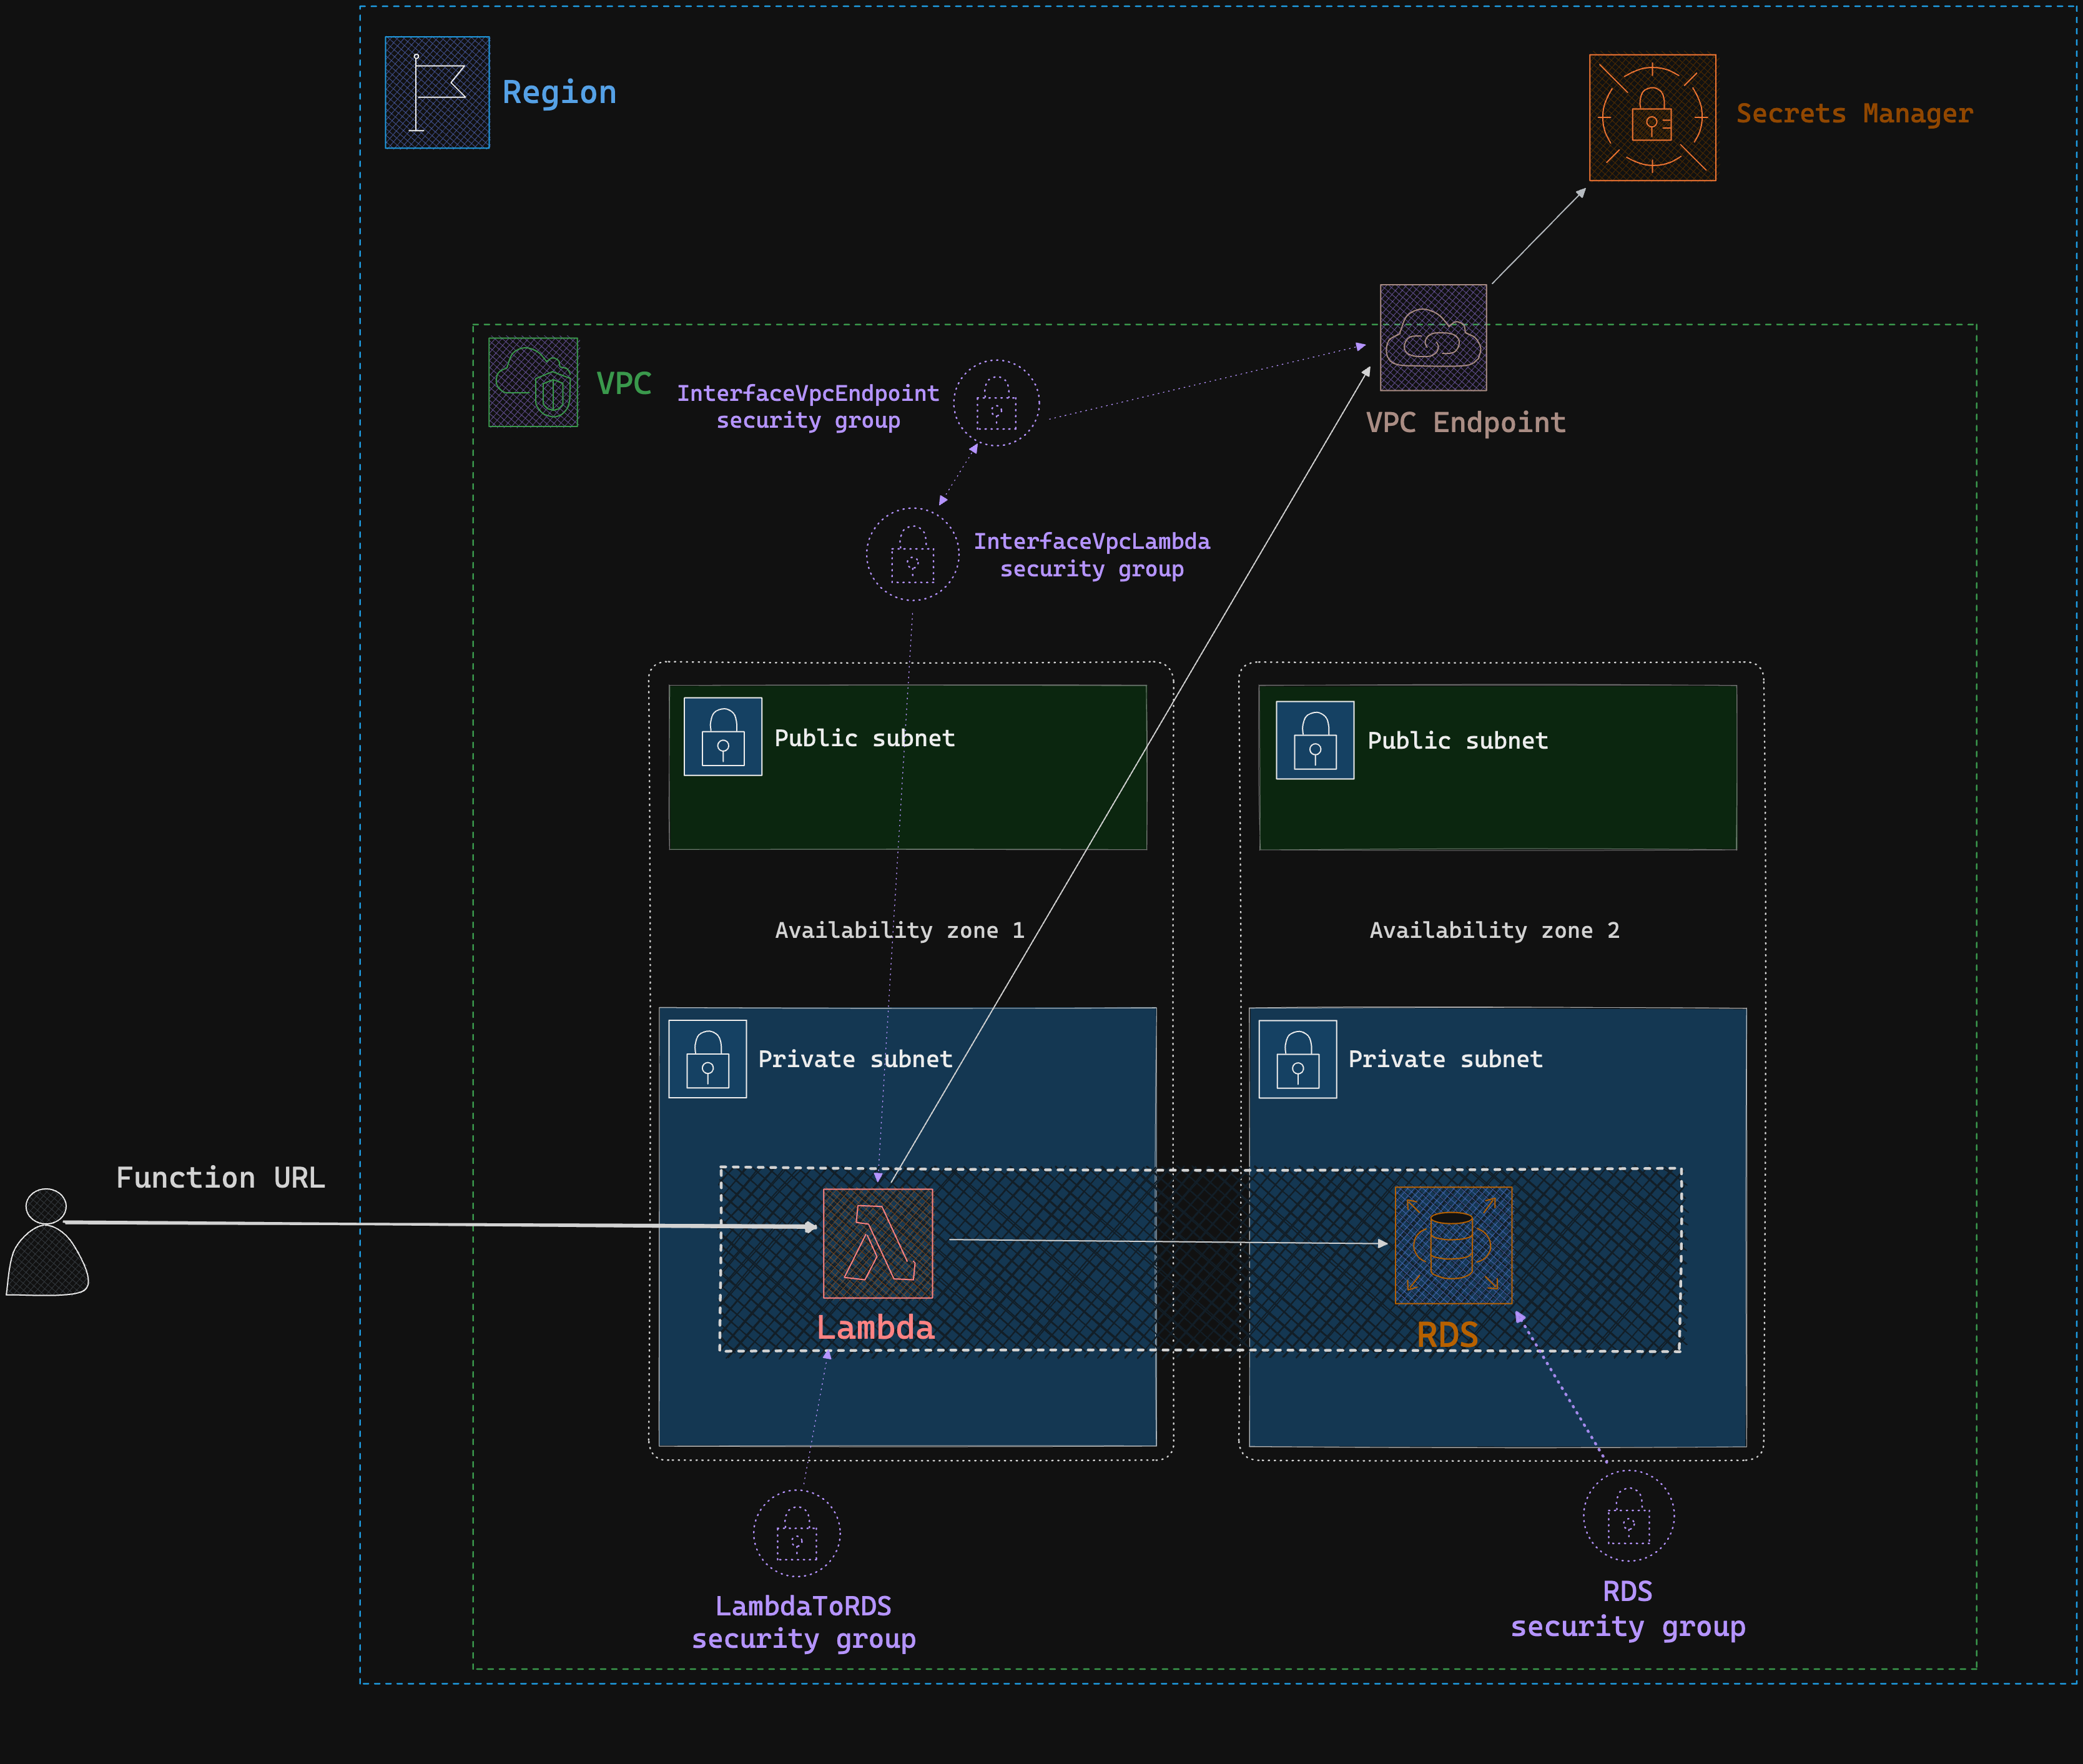 Region
Secrets Manager
VPC
InterfaceVpcEndpoint
security group
VPC Endpoint
InterfaceVpcLambda
security group
Public subnet
Public subnet
Availability zone 1
Availability zone 2
Private subnet
Private subnet
Function URL
Lambda
RDS
LambdaToRDS
security group
RDS
security group